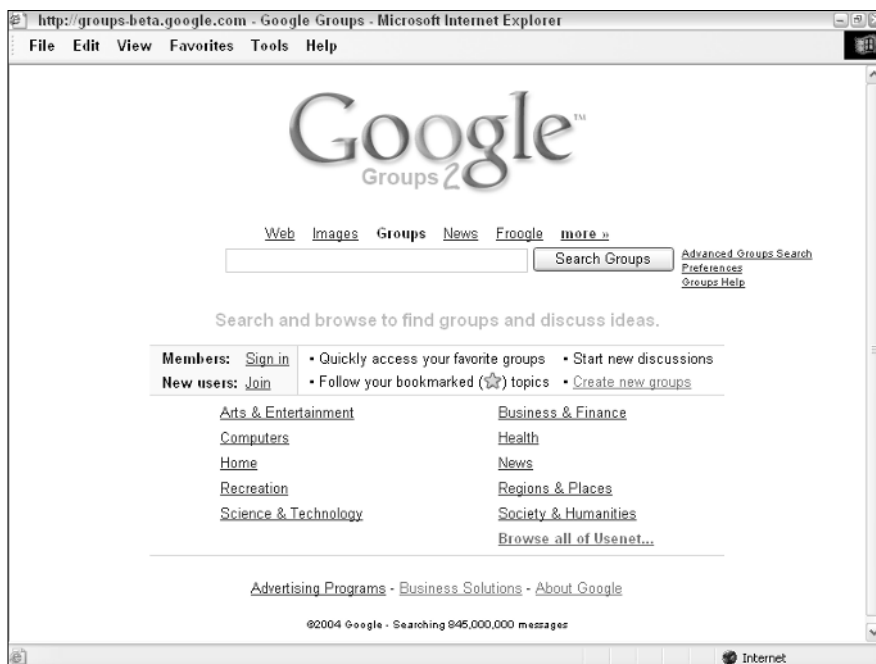 http://groups-beta.google.com - Google Groups - Microsoft Internet Explorer
File Edit View Favorites Tools Help
Google™
Groups 2
Web Images Groups News Froogle more »
Search Groups
Advanced Groups Search
Preferences
Groups Help
Search and browse to find groups and discuss ideas.
Members: Sign in • Quickly access your favorite groups • Start new discussions
New users: Join • Follow your bookmarked (☆) topics • Create new groups
Arts & Entertainment Business & Finance
Computers Health
Home News
Recreation Regions & Places
Science & Technology Society & Humanities
Browse all of Usenet...
Advertising Programs - Business Solutions - About Google
©2004 Google - Searching 845,000,000 messages
Internet